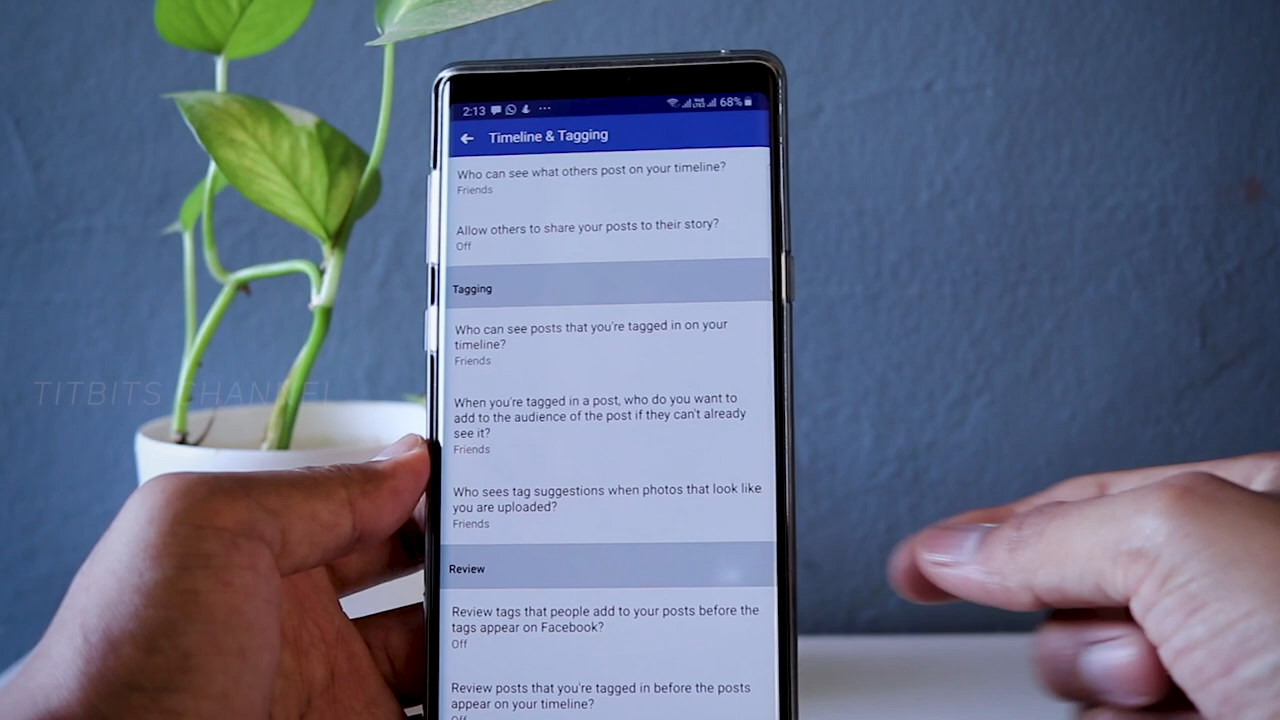 2:13
68%
Timeline & Tagging
Who can see what others post on your timeline?
Friends
Allow others to share your posts to their story?
Off
Tagging
Who can see posts that you're tagged in on your
timeline?
Friends
When you're tagged in a post, who do you want to
add to the audience of the post if they can't already
see it?
Friends
Who sees tag suggestions when photos that look like
you are uploaded?
Friends
Review
Review tags that people add to your posts before the
tags appear on Facebook?
Off
Review posts that you're tagged in before the posts
appear on your timeline?
Off
TITBITS CHANNEL